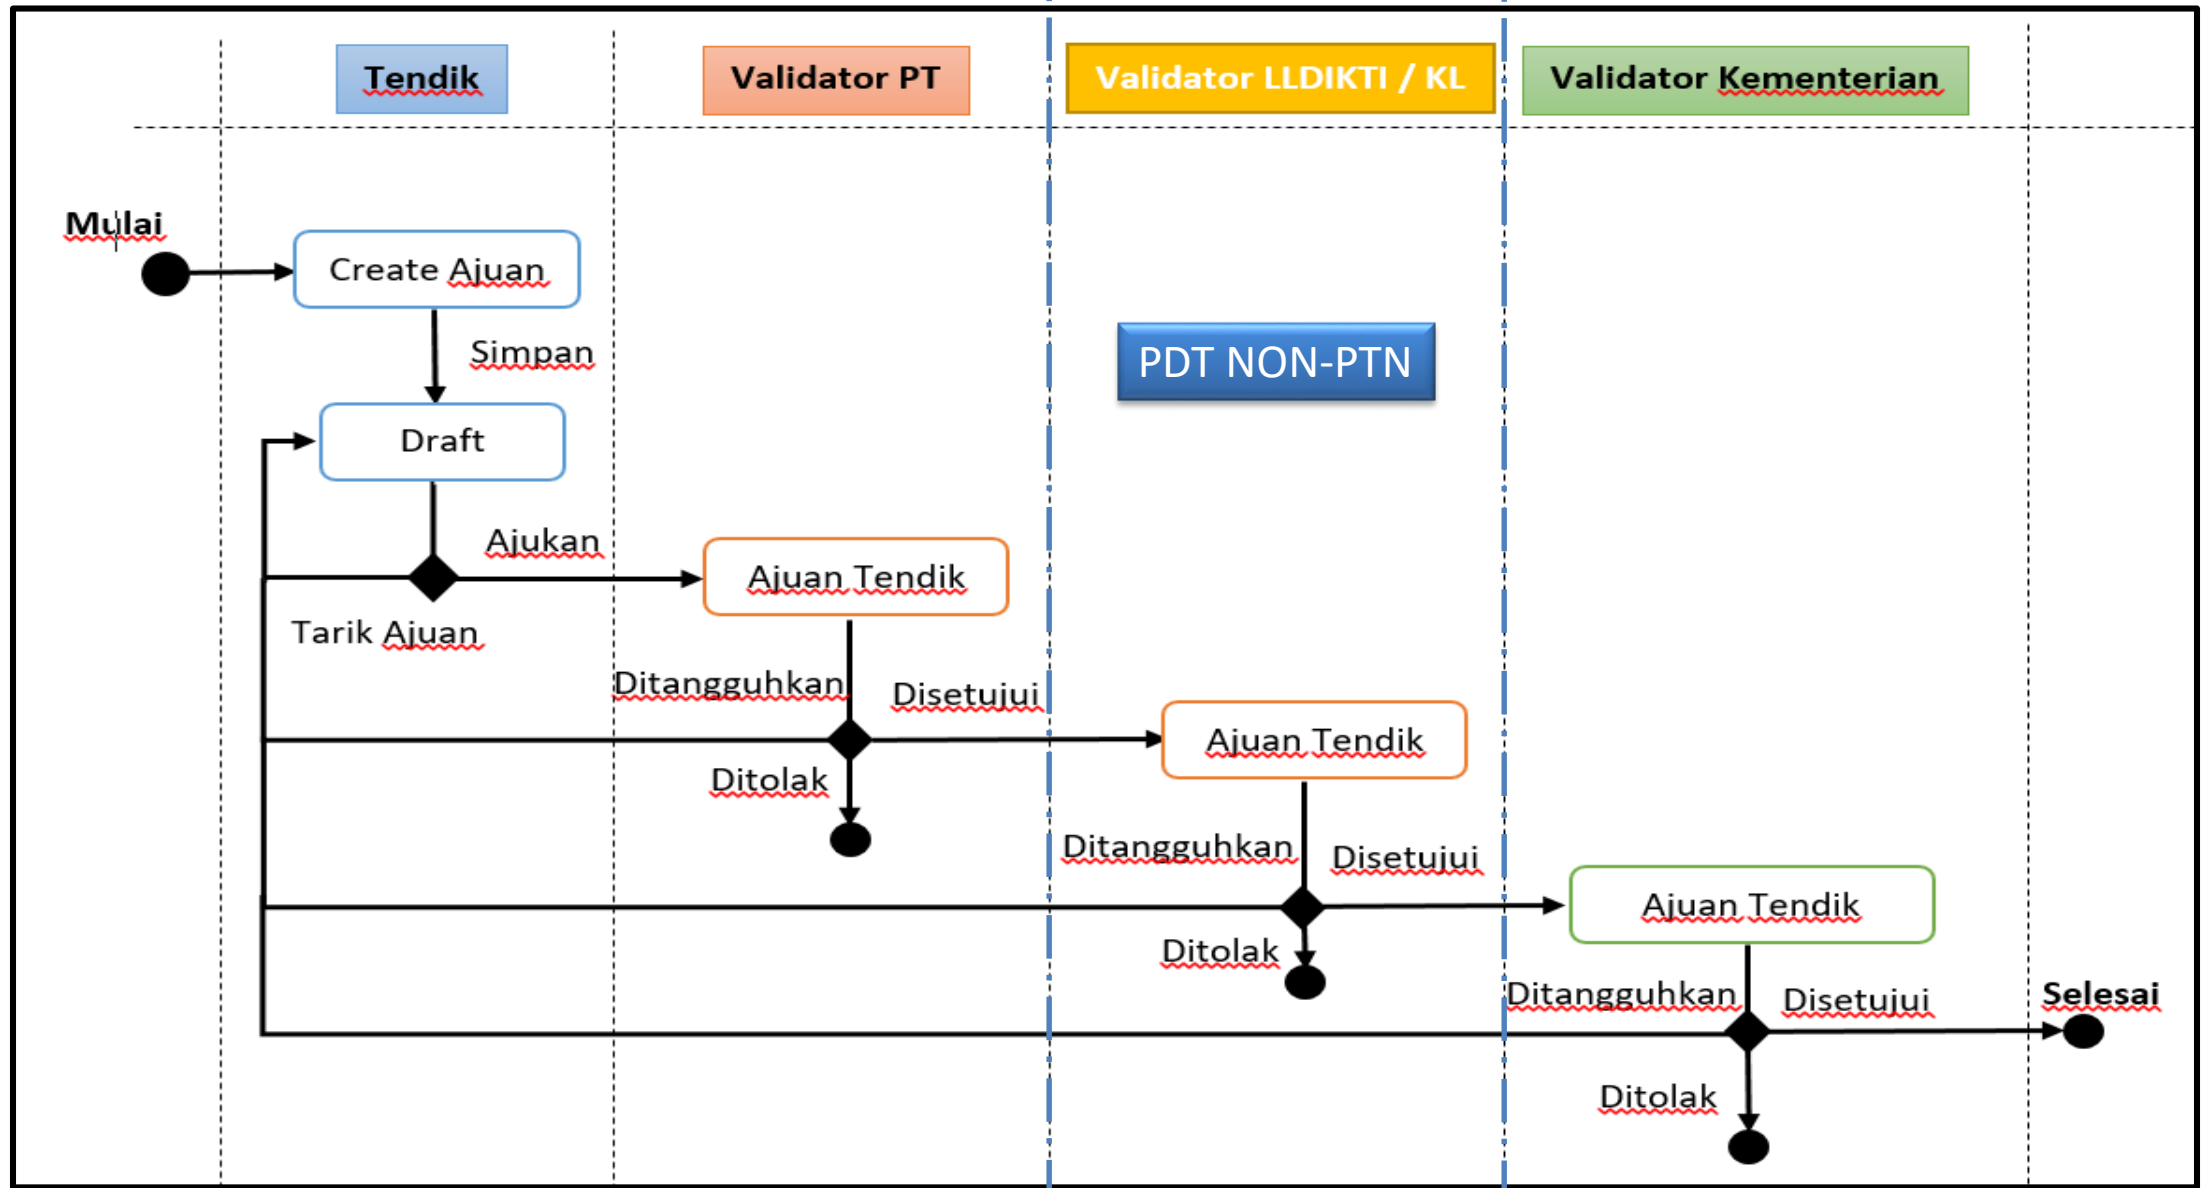 Tendik
Validator PT
Validator LLDIKTI / KL
Validator Kementerian
Mulai
Create Ajuan
Simpan
PDT NON-PTN
Draft
Ajukan
Ajuan Tendik
Tarik Ajuan
Ditangguhkan
Disetujui
Ajuan Tendik
Ditolak
Ditangguhkan
Disetujui
Ajuan Tendik
Ditolak
Ditangguhkan
Disetujui
Selesai
Ditolak